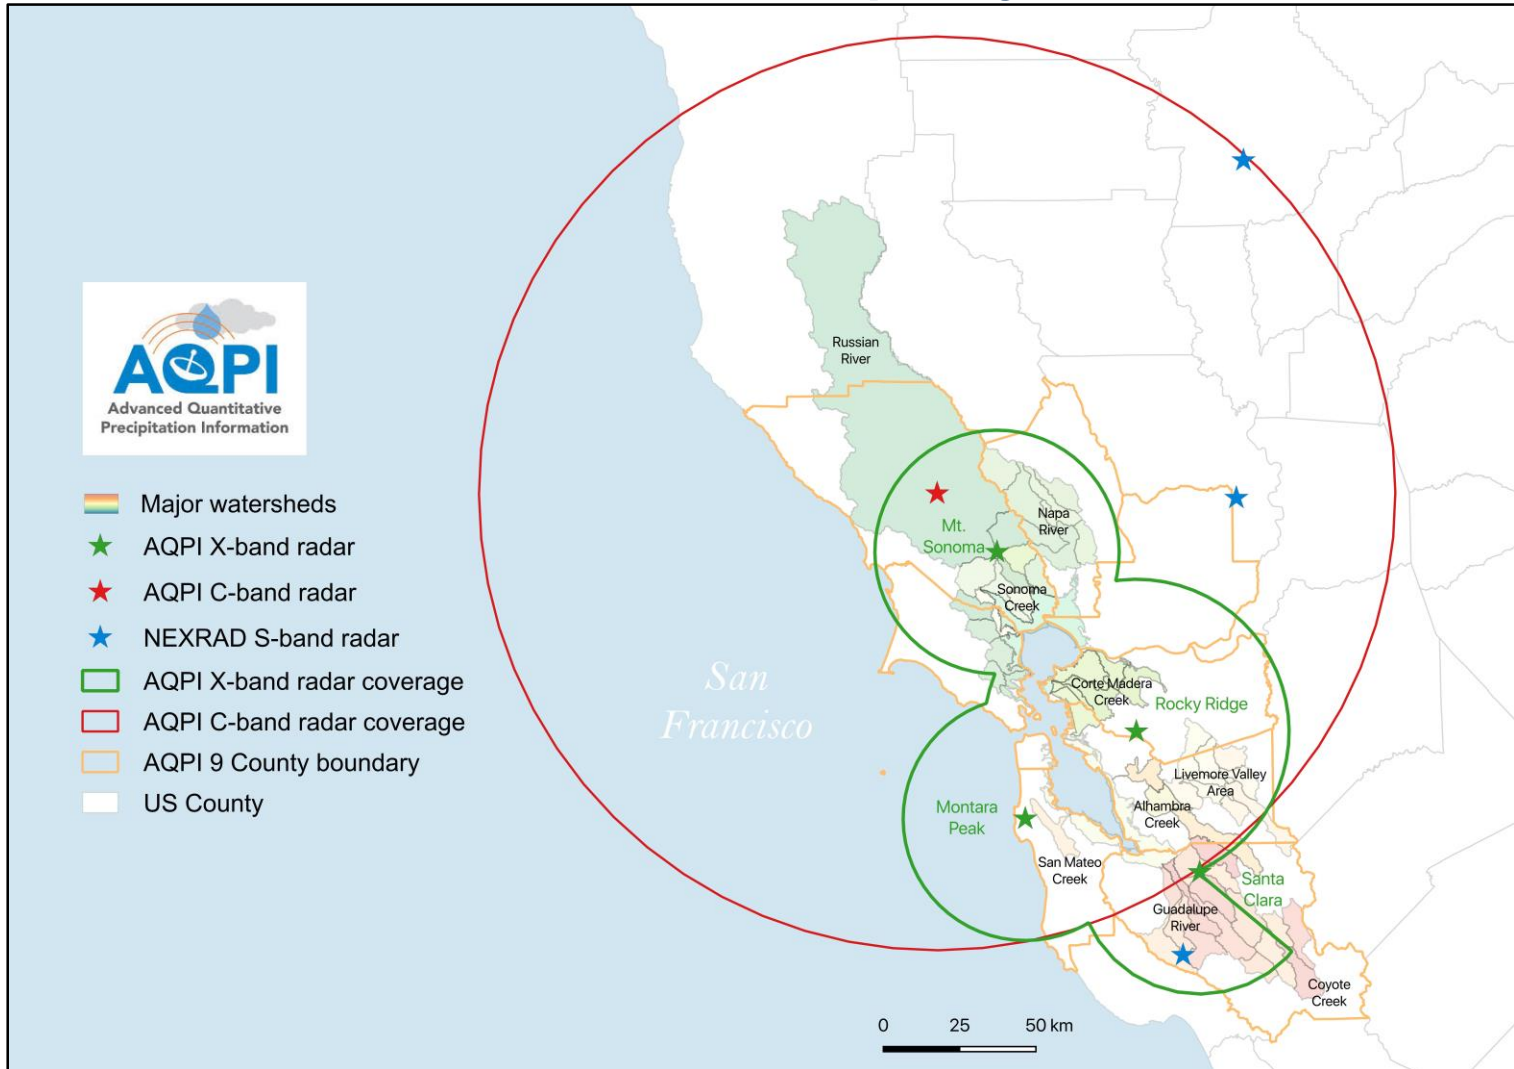 AQPI
Advanced Quantitative
Precipitation Information
Major watersheds
AQPI X-band radar
AQPI C-band radar
NEXRAD S-band radar
AQPI X-band radar coverage
AQPI C-band radar coverage
AQPI 9 County boundary
US County
Russian
River
Napa
River
Mt.
Sonoma
Sonoma
Creek
San
Francisco
Corte Madera
Creek
Rocky Ridge
Livemore Valley
Area
Montara
Peak
Alhambra
Creek
San Mateo
Creek
Santa
Clara
Guadalupe
River
Coyote
Creek
0 25 50 km